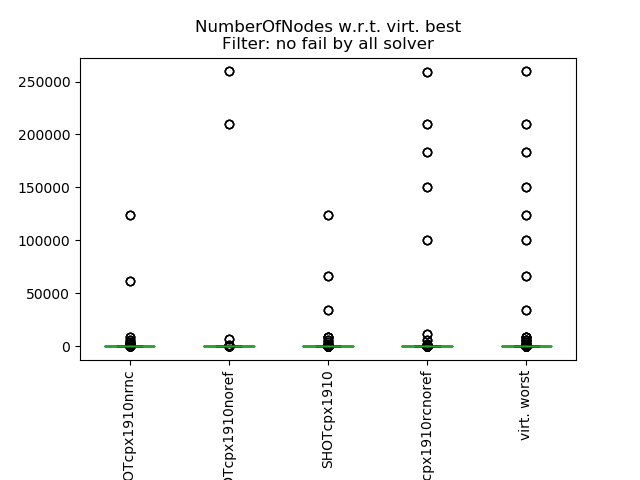 NumberOfNodes w.r.t. virt. best
Filter: no fail by all solver
250000
200000
150000
100000
50000
0
OTcpx1910nrnc
OTcpx1910noref
SHOTcpx1910
cpx1910rcnoref
virt. worst